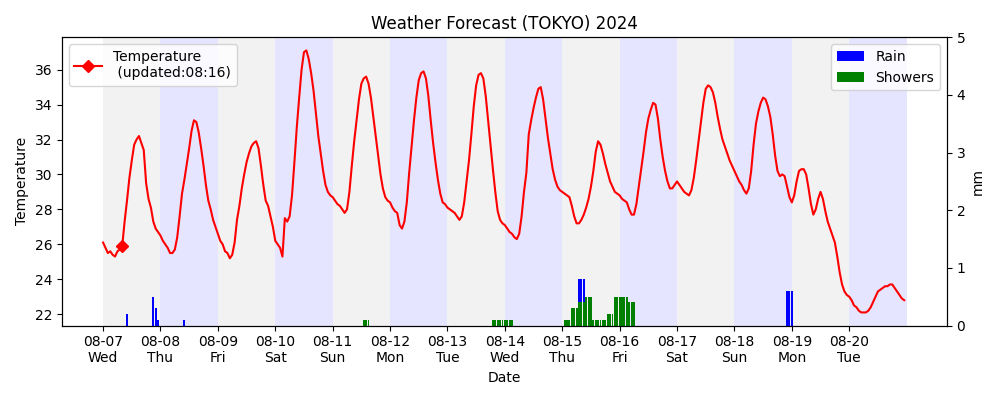 Weather Forecast (TOKYO) 2024
Temperature
(updated:08:16)
Rain
Showers
Temperature
36
34
32
30
28
26
24
22
5
4
3
2
1
0
mm
08-07 08-08 08-09 08-10 08-11 08-12 08-13 08-14 08-15 08-16 08-17 08-18 08-19 08-20
Wed Thu Fri Sat Sun Mon Tue Wed Thu Fri Sat Sun Mon Tue
Date